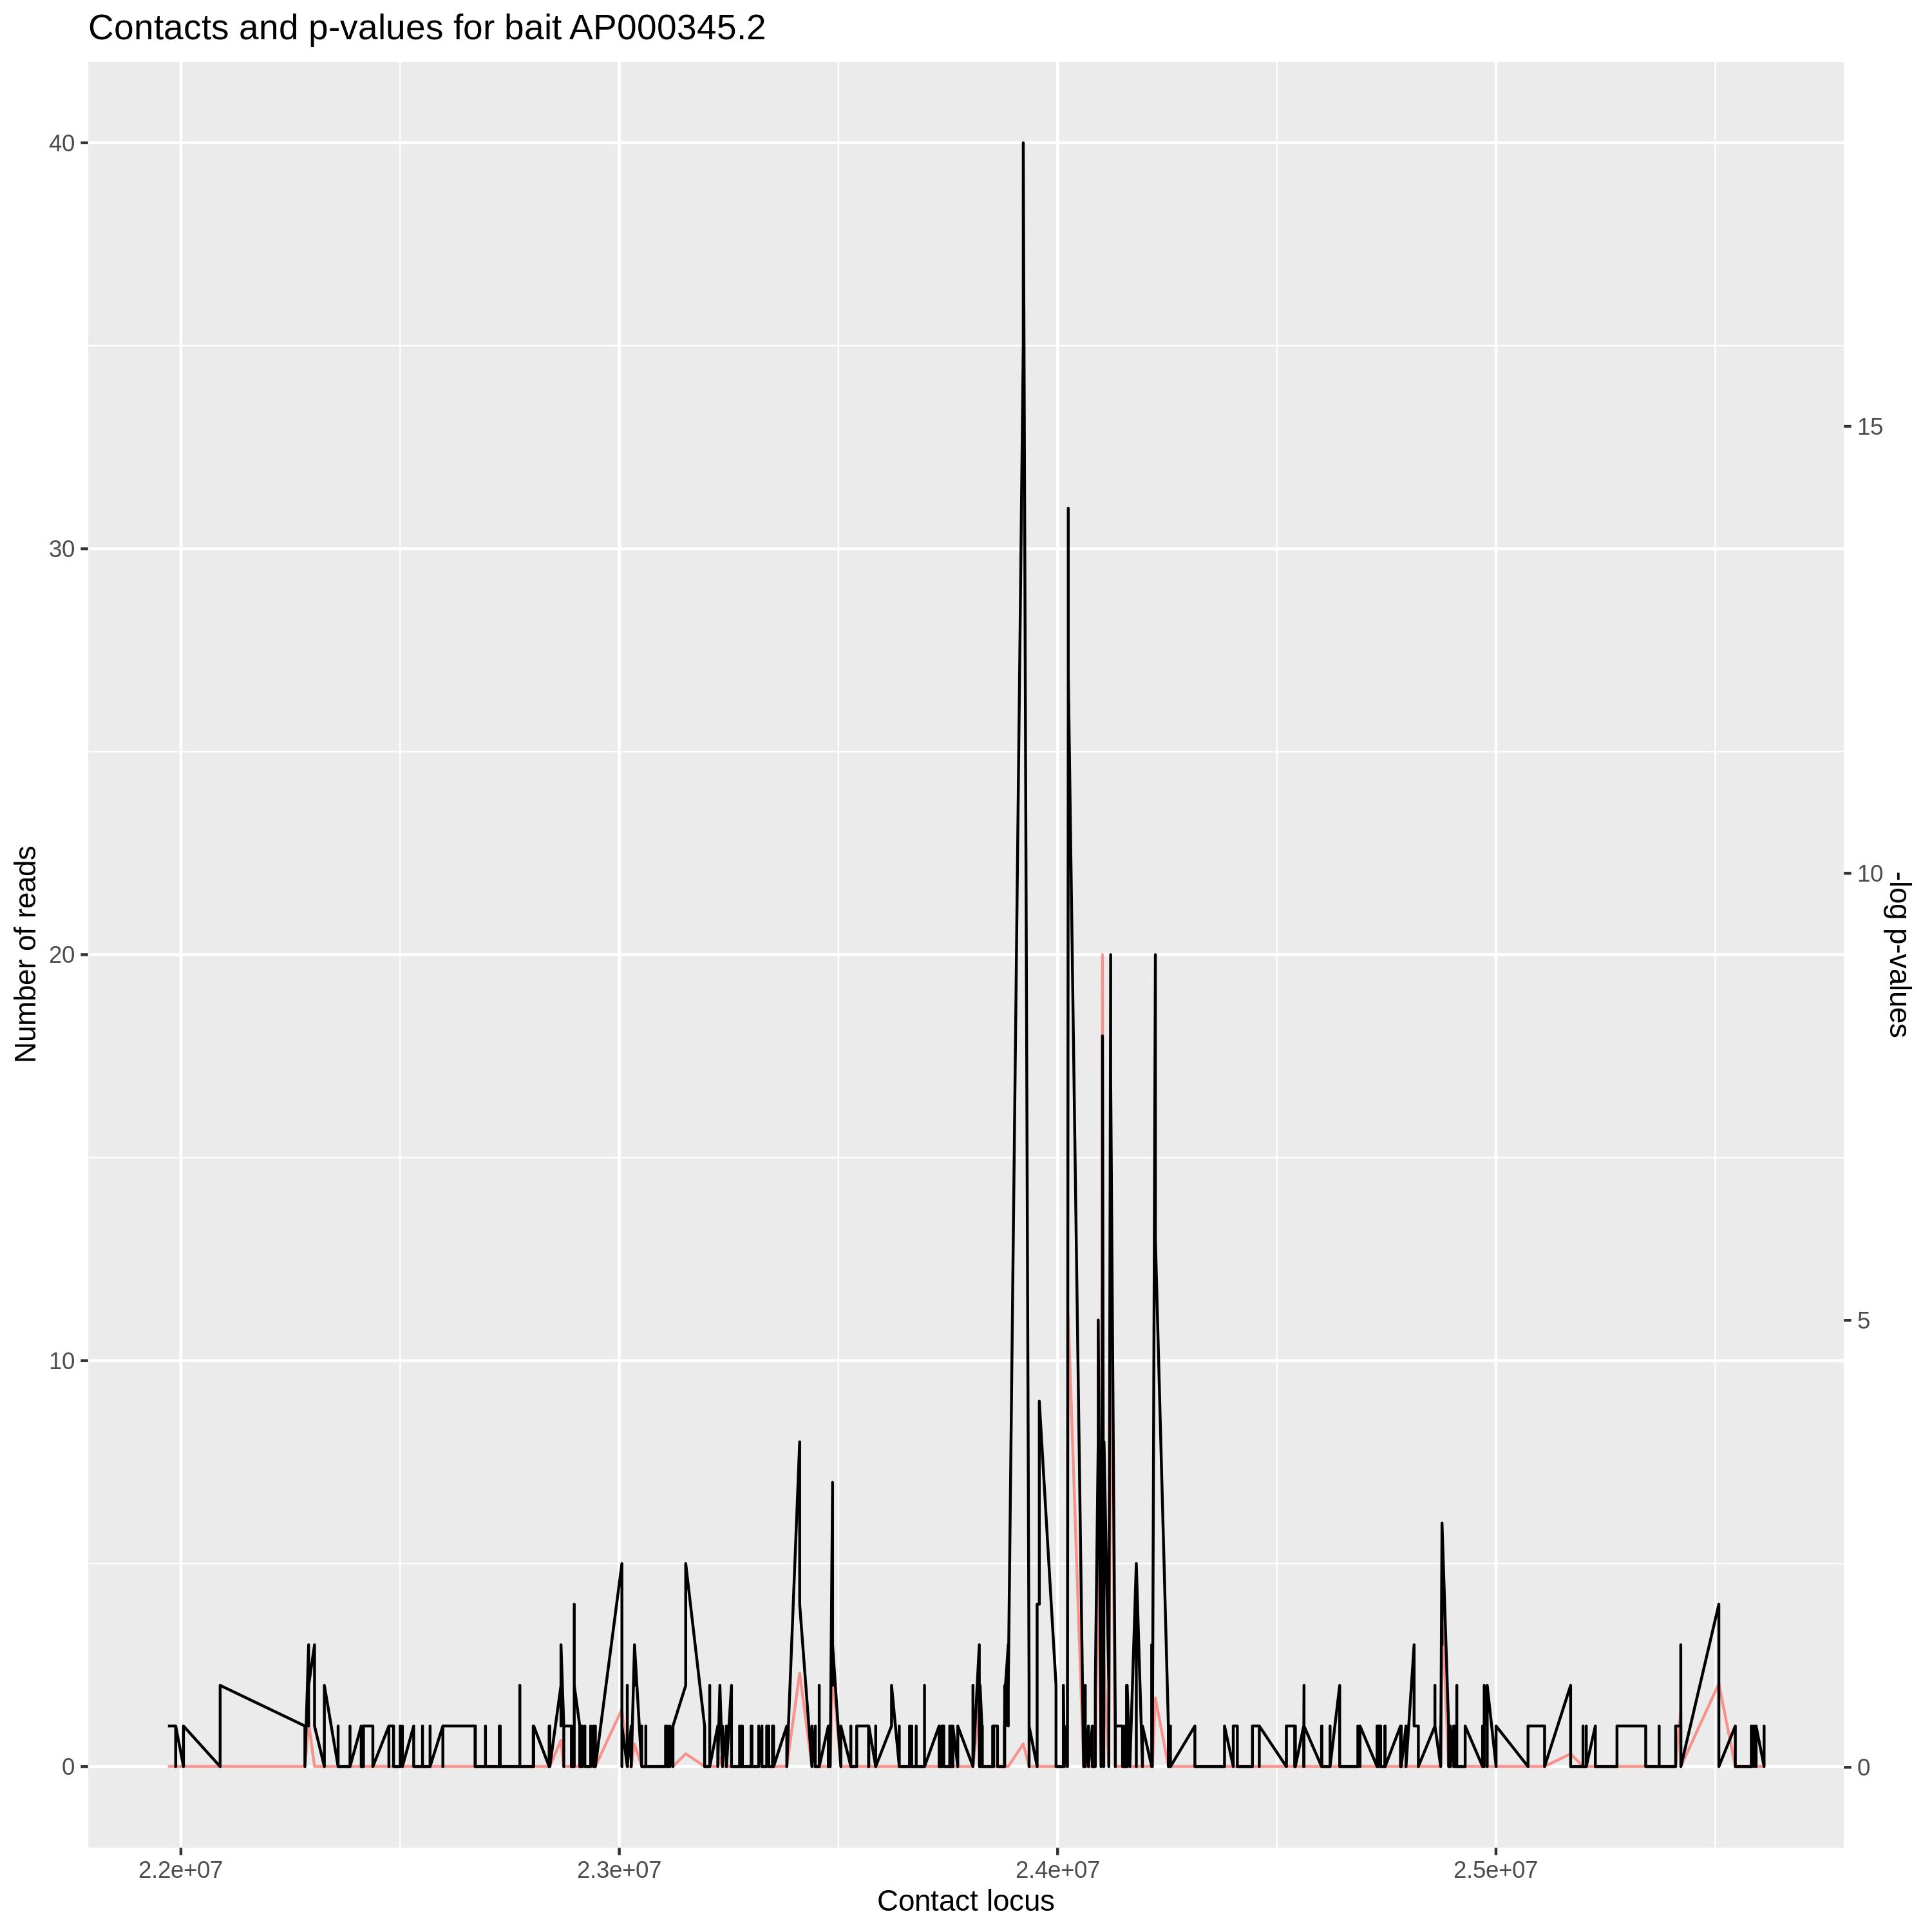 Contacts and p-values for bait AP000345.2
40
30
20
10
0
Number of reads
15
10
5
0
-log p-values
2.2e+07
2.3e+07
2.4e+07
2.5e+07
Contact locus